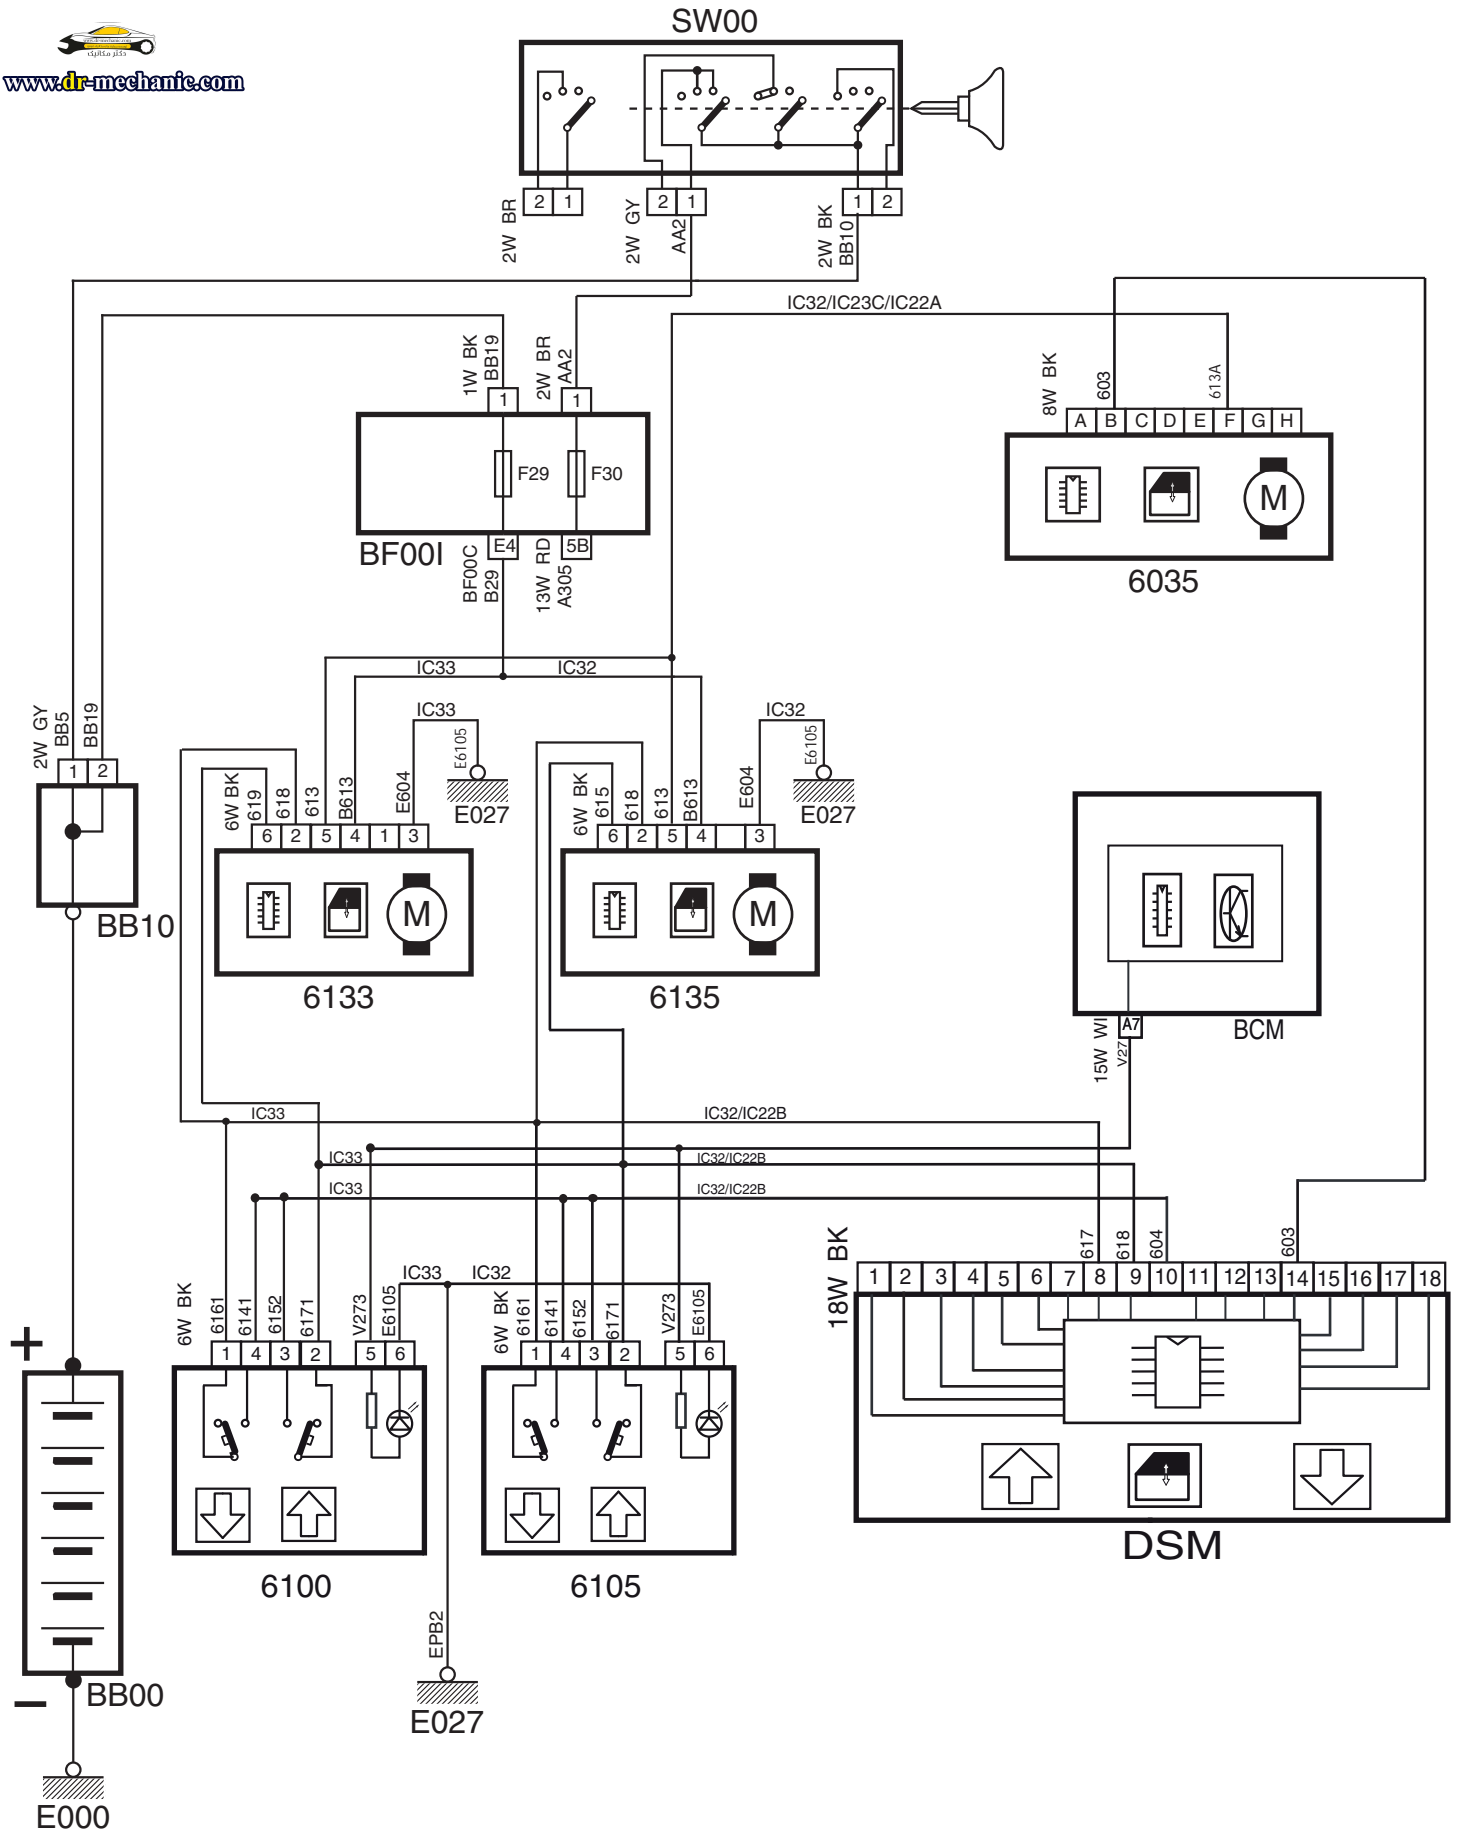 SW00
www.dr-mechanic.com
دکتر مکانیک
www.dr-mechanic.com
2W BR
2 1
2W GY
2 1
AA2
2W BK
BB10
1 2
IC32/IC23C/IC22A
1W BK
BB19
1
2W BR
AA2
1
8W BK
603
613A
A B C D E F G H
F29
F30
M
BF00I
BF00C
B29
E4
13W RD
A305
5B
6035
IC33
IC32
2W GY
BB5
BB19
1 2
IC33
E6105
E027
IC32
E6105
E027
6W BK
619
618
613
B613
E604
6 2 5 4 1 3
6W BK
615
618
613
B613
E604
6 2 5 4 3
BB10
M
M
6133
6135
15W WI
A7
V27
BCM
IC33
IC32/IC22B
IC33
IC32/IC22B
IC33
IC32/IC22B
18W BK
617
618
604
603
1 2 3 4 5 6 7 8 9 10 11 12 13 14 15 16 17 18
IC33
IC32
6W BK
6161
6141
6152
6171
V273
E6105
1 4 3 2 5 6
6W BK
6161
6141
6152
6171
V273
E6105
1 4 3 2 5 6
+
DSM
6100
6105
EPB2
E027
− BB00
E000